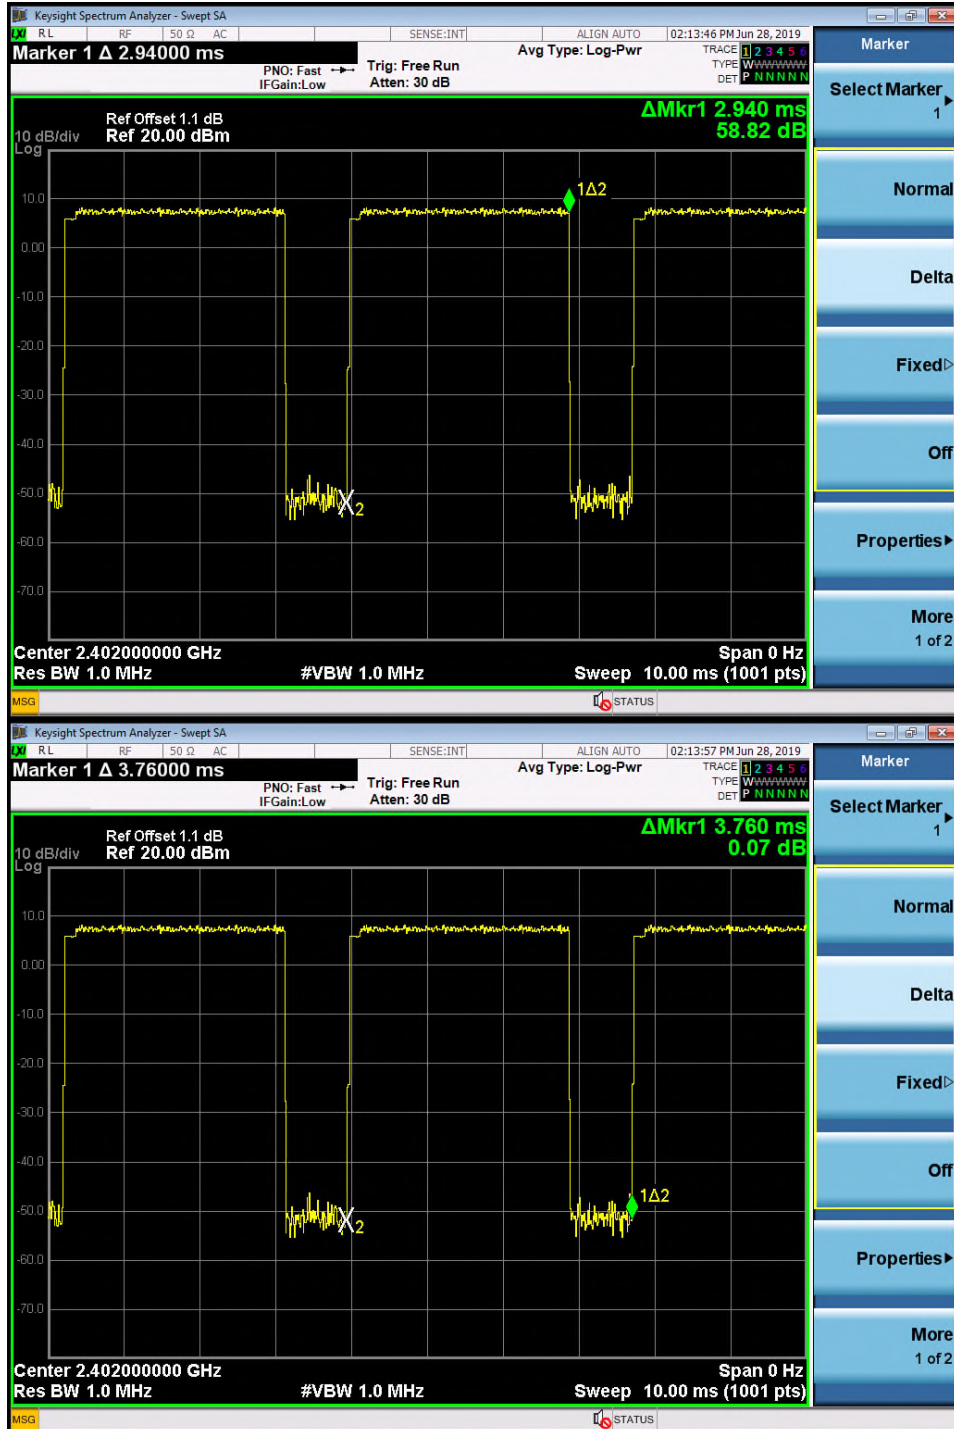 Keysight Spectrum Analyzer - Swept SA
LXI RL RF 50 Ω AC SENSE:INT ALIGN AUTO 02:13:46 PM Jun 28, 2019
Marker 1 Δ 2.94000 ms
PNO: Fast
IFGain:Low
Trig: Free Run
Atten: 30 dB
Avg Type: Log-Pwr
TRACE 1 2 3 4 5 6
TYPE WWWWWW
DET P N N N N N
ΔMkr1 2.940 ms
58.82 dB
Ref Offset 1.1 dB
10 dB/div Ref 20.00 dBm
Log
10.0
0.00
-10.0
-20.0
-30.0
-40.0
-50.0
-60.0
-70.0
1Δ2
2
Center 2.402000000 GHz Span 0 Hz
Res BW 1.0 MHz #VBW 1.0 MHz Sweep 10.00 ms (1001 pts)
MSG STATUS
Marker
Select Marker
1
Normal
Delta
Fixed
Off
Properties
More
1 of 2
Keysight Spectrum Analyzer - Swept SA
LXI RL RF 50 Ω AC SENSE:INT ALIGN AUTO 02:13:57 PM Jun 28, 2019
Marker 1 Δ 3.76000 ms
PNO: Fast
IFGain:Low
Trig: Free Run
Atten: 30 dB
Avg Type: Log-Pwr
TRACE 1 2 3 4 5 6
TYPE WWWWWW
DET P N N N N N
ΔMkr1 3.760 ms
0.07 dB
Ref Offset 1.1 dB
10 dB/div Ref 20.00 dBm
Log
10.0
0.00
-10.0
-20.0
-30.0
-40.0
-50.0
-60.0
-70.0
1Δ2
2
Center 2.402000000 GHz Span 0 Hz
Res BW 1.0 MHz #VBW 1.0 MHz Sweep 10.00 ms (1001 pts)
MSG STATUS
Marker
Select Marker
1
Normal
Delta
Fixed
Off
Properties
More
1 of 2